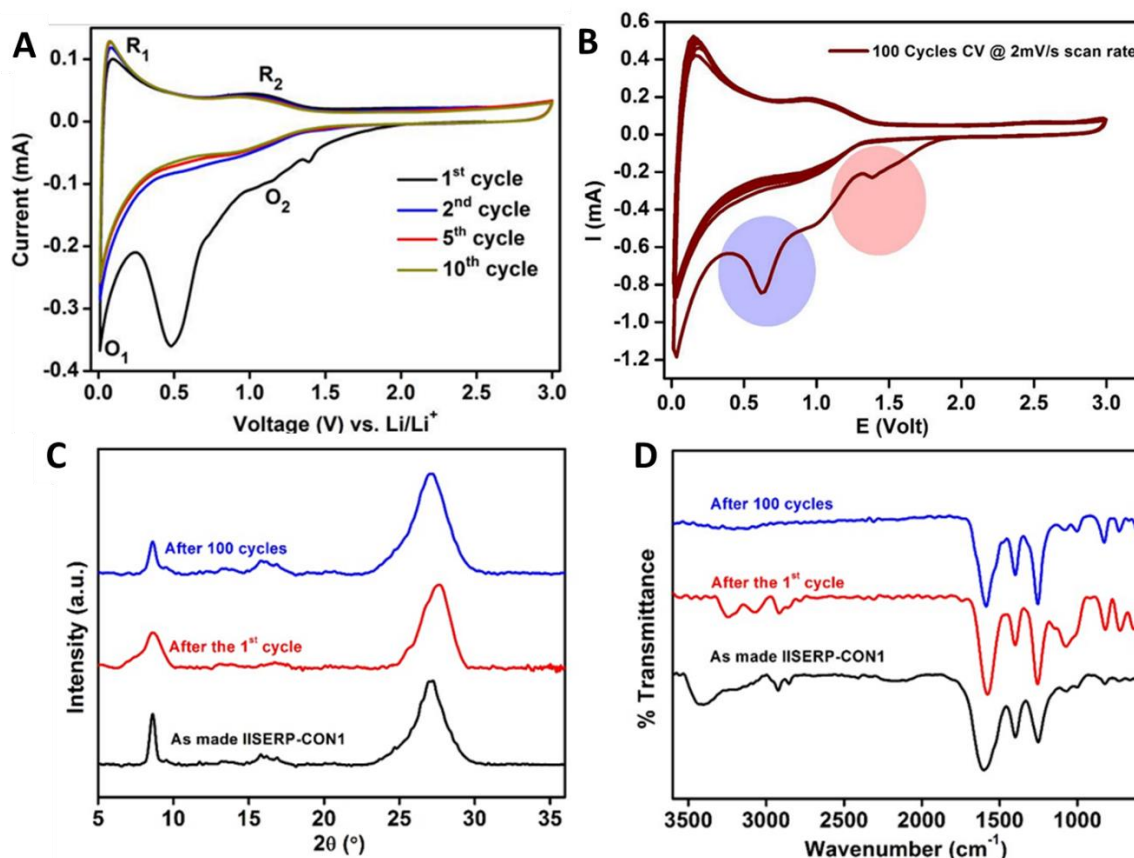 A
R₁
R₂
O₂
O₁
1ˢᵗ cycle
2ⁿᵈ cycle
5ᵗʰ cycle
10ᵗʰ cycle
0.1
0.0
-0.1
-0.2
-0.3
-0.4
Current (mA)
0.0 0.5 1.0 1.5 2.0 2.5 3.0
Voltage (V) vs. Li/Li⁺
B
100 Cycles CV @ 2mV/s scan rate
0.6
0.4
0.2
0.0
-0.2
-0.4
-0.6
-0.8
-1.0
-1.2
I (mA)
0.0 0.5 1.0 1.5 2.0 2.5 3.0
E (Volt)
C
After 100 cycles
After the 1ˢᵗ cycle
As made IISERP-CON1
Intensity (a.u.)
5 10 15 20 25 30 35
2θ (°)
D
After 100 cycles
After the 1ˢᵗ cycle
As made IISERP-CON1
% Transmittance
3500 3000 2500 2000 1500 1000
Wavenumber (cm⁻¹)